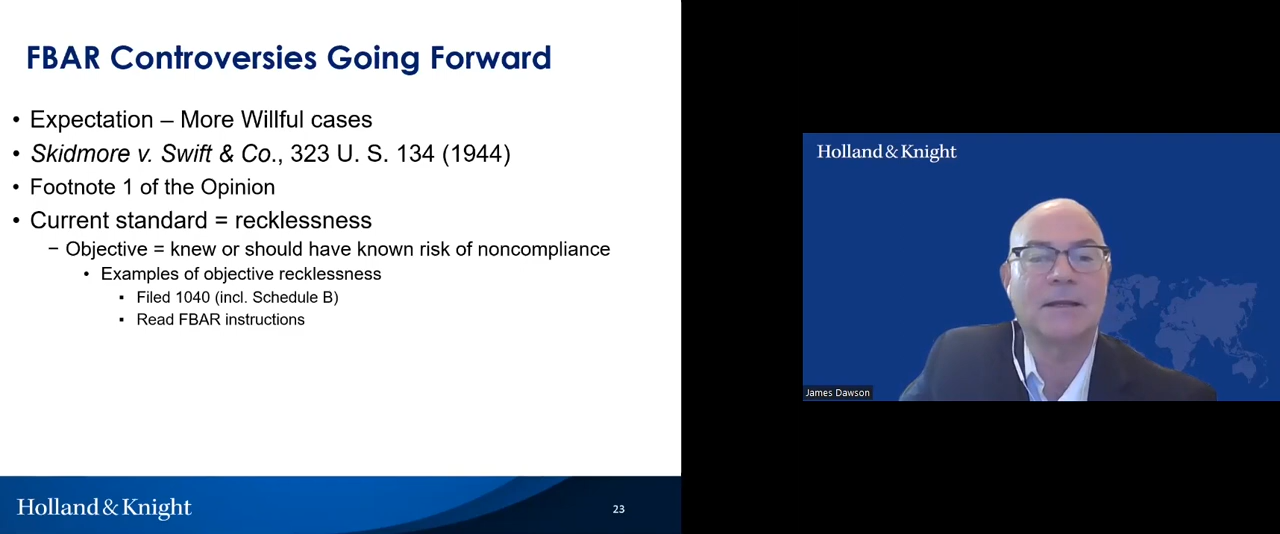 FBAR Controversies Going Forward
• Expectation – More Willful cases
• Skidmore v. Swift & Co., 323 U. S. 134 (1944)
• Footnote 1 of the Opinion
• Current standard = recklessness
− Objective = knew or should have known risk of noncompliance
• Examples of objective recklessness
▪ Filed 1040 (incl. Schedule B)
▪ Read FBAR instructions
Holland & Knight
23
Holland & Knight
James Dawson